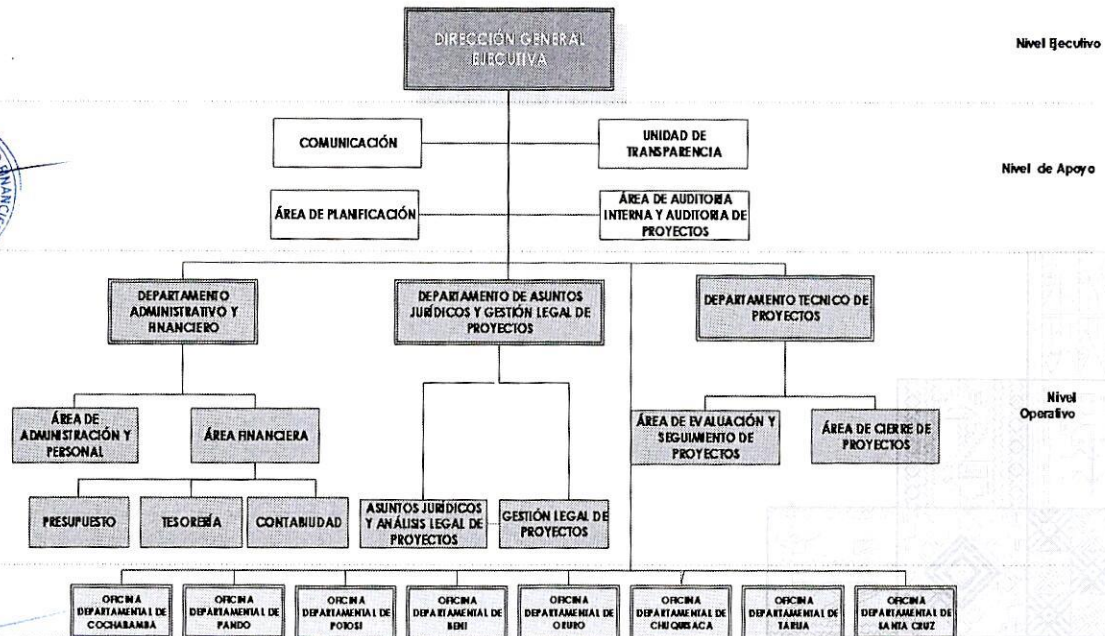 DIRECCIÓN GENERAL
EJECUTIVA
Nivel Ejecutivo
COMUNICACIÓN
UNIDAD DE
TRANSPARENCIA
Nivel de Apoyo
ÁREA DE PLANIFICACIÓN
ÁREA DE AUDITORIA
INTERNA Y AUDITORIA DE
PROYECTOS
DEPARTAMENTO
ADMINISTRATIVO Y
FINANCIERO
DEPARTAMENTO DE ASUNTOS
JURÍDICOS Y GESTIÓN LEGAL DE
PROYECTOS
DEPARTAMENTO TECNICO DE
PROYECTOS
Nivel
Operativo
ÁREA DE
ADMINISTRACIÓN Y
PERSONAL
ÁREA FINANCIERA
ÁREA DE EVALUACIÓN Y
SEGUIMIENTO DE
PROYECTOS
ÁREA DE CIERRE DE
PROYECTOS
PRESUPUESTO
TESORERÍA
CONTABILIDAD
ASUNTOS JURÍDICOS
Y ANÁLISIS LEGAL DE
PROYECTOS
GESTIÓN LEGAL DE
PROYECTOS
OFICINA
DEPARTAMENTAL DE
COCHABAMBA
OFICINA
DEPARTAMENTAL DE
PANDO
OFICINA
DEPARTAMENTAL DE
POTOSI
OFICINA
DEPARTAMENTAL DE
BENI
OFICINA
DEPARTAMENTAL DE
ORURO
OFICINA
DEPARTAMENTAL DE
CHUQUISACA
OFICINA
DEPARTAMENTAL DE
TARIJA
OFICINA
DEPARTAMENTAL DE
SANTA CRUZ